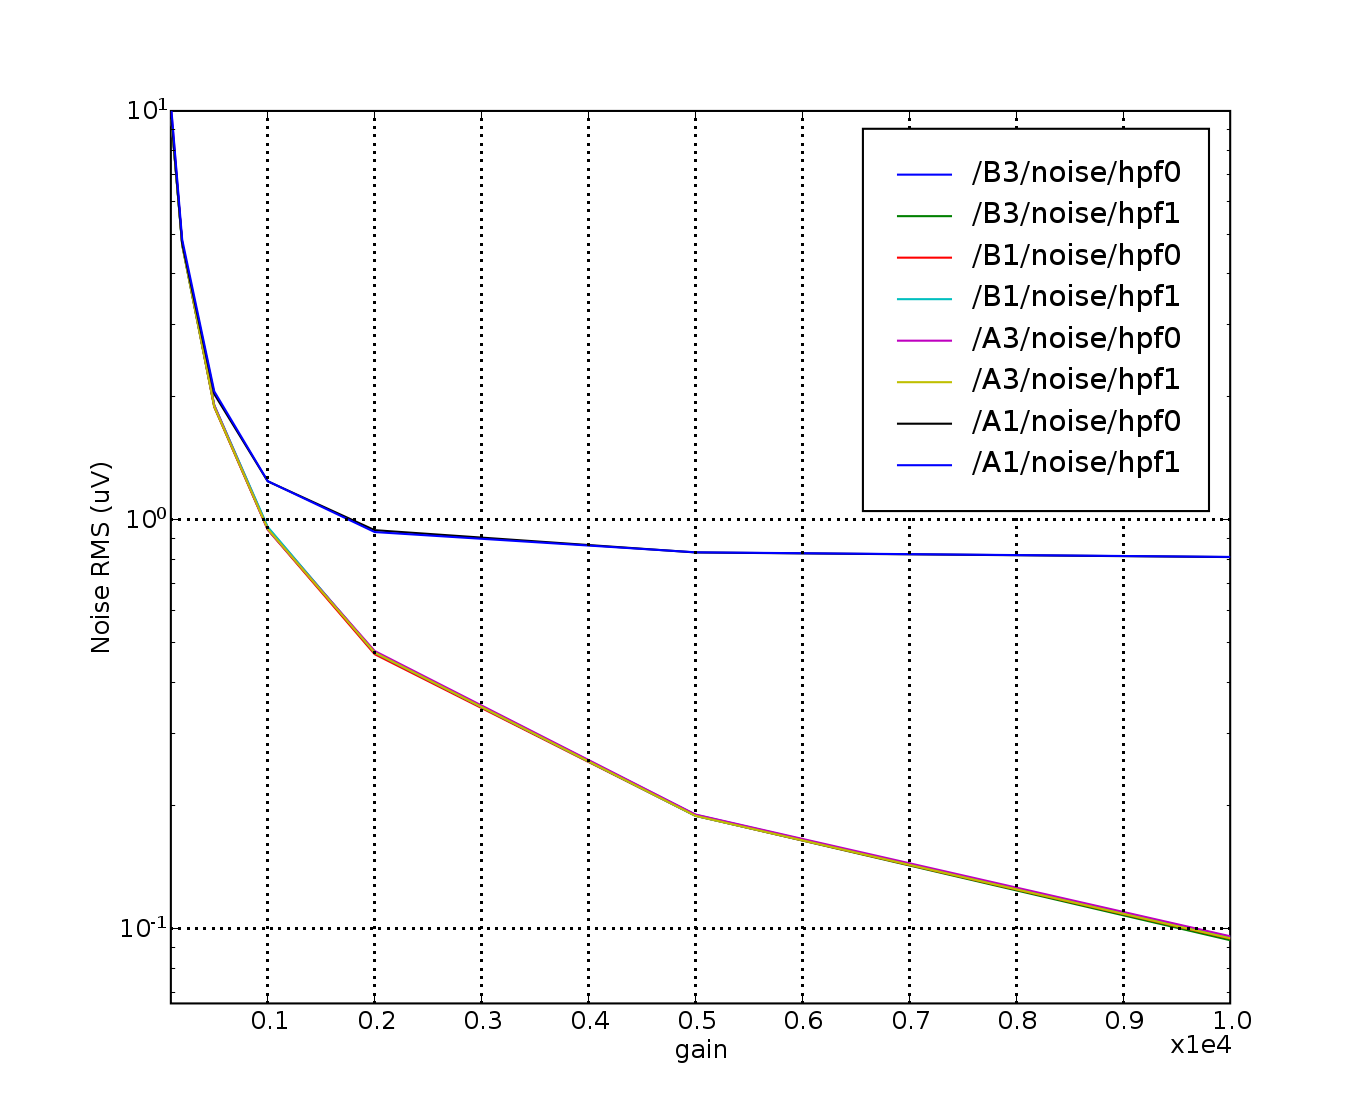 10¹
/B3/noise/hpf0
/B3/noise/hpf1
/B1/noise/hpf0
/B1/noise/hpf1
/A3/noise/hpf0
/A3/noise/hpf1
/A1/noise/hpf0
/A1/noise/hpf1
Noise RMS (uV)
10⁰
10⁻¹
0.1 0.2 0.3 0.4 0.5 0.6 0.7 0.8 0.9 1.0
gain
x1e4